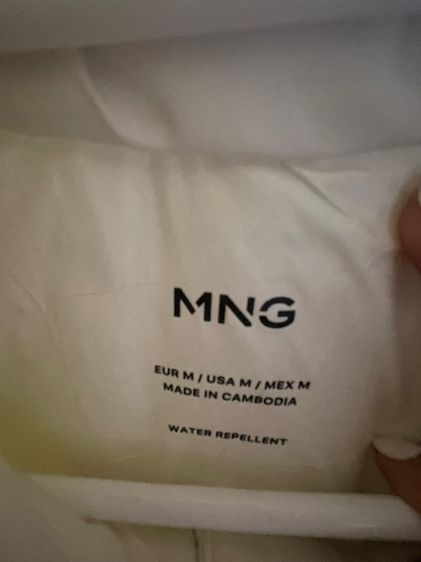 MNG
EUR M / USA M / MEX M
MADE IN CAMBODIA
WATER REPELLENT